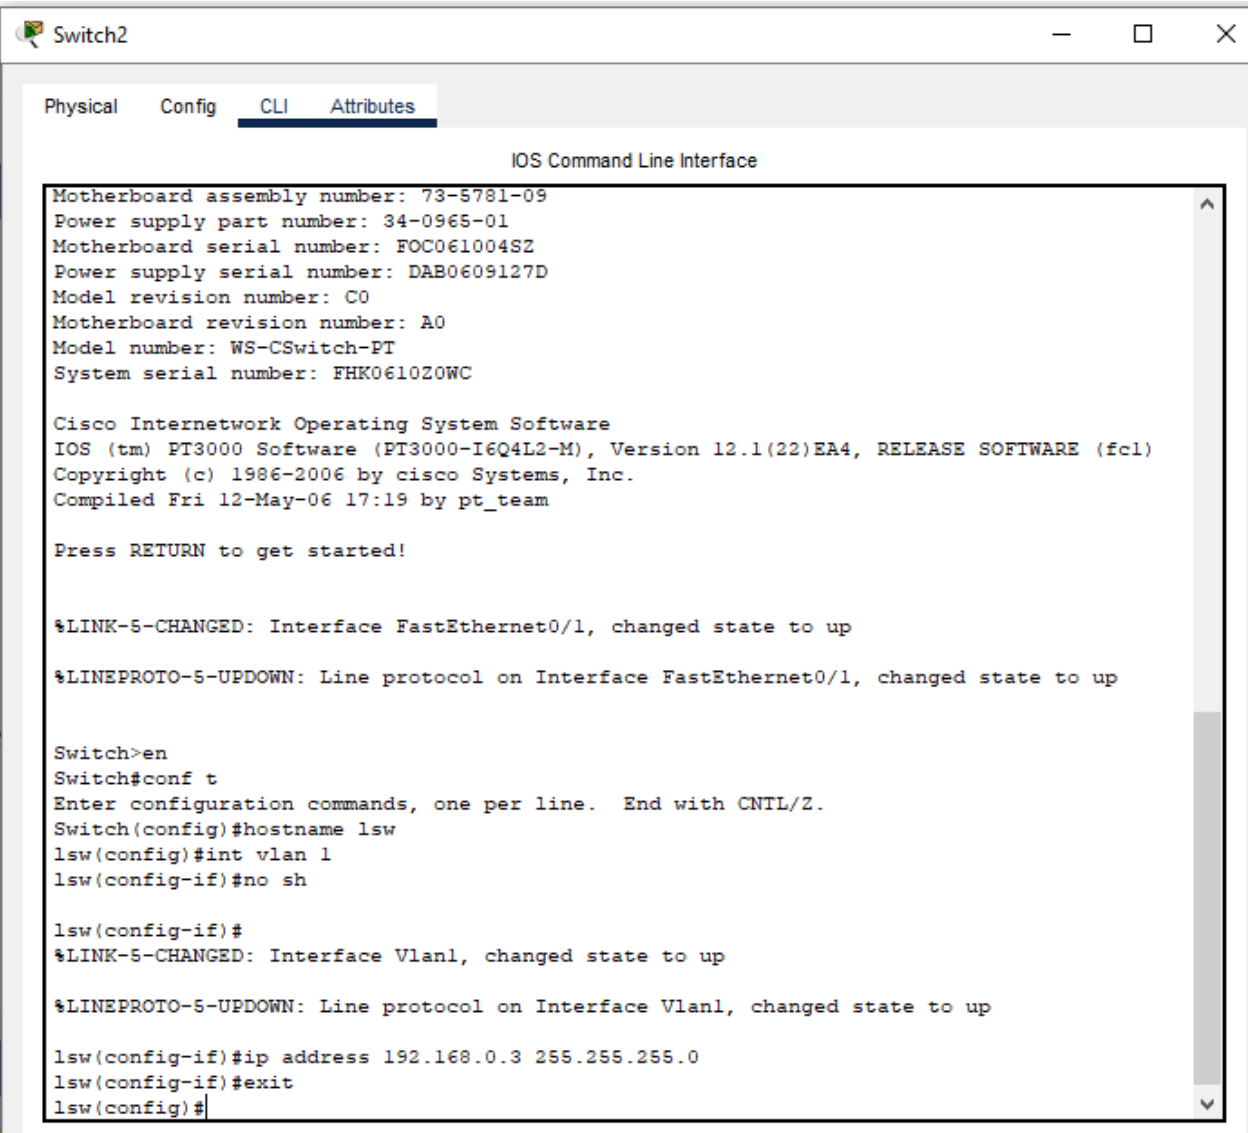 Switch2
Physical Config CLI Attributes
IOS Command Line Interface
Motherboard assembly number: 73-5781-09
Power supply part number: 34-0965-01
Motherboard serial number: FOC061004SZ
Power supply serial number: DAB0609127D
Model revision number: C0
Motherboard revision number: A0
Model number: WS-CSwitch-PT
System serial number: FHK0610Z0WC
Cisco Internetwork Operating System Software
IOS (tm) PT3000 Software (PT3000-I6Q4L2-M), Version 12.1(22)EA4, RELEASE SOFTWARE (fc1)
Copyright (c) 1986-2006 by cisco Systems, Inc.
Compiled Fri 12-May-06 17:19 by pt_team
Press RETURN to get started!
%LINK-5-CHANGED: Interface FastEthernet0/1, changed state to up
%LINEPROTO-5-UPDOWN: Line protocol on Interface FastEthernet0/1, changed state to up
Switch>en
Switch#conf t
Enter configuration commands, one per line.  End with CNTL/Z.
Switch(config)#hostname lsw
lsw(config)#int vlan 1
lsw(config-if)#no sh
lsw(config-if)#
%LINK-5-CHANGED: Interface Vlan1, changed state to up
%LINEPROTO-5-UPDOWN: Line protocol on Interface Vlan1, changed state to up
lsw(config-if)#ip address 192.168.0.3 255.255.255.0
lsw(config-if)#exit
lsw(config)#